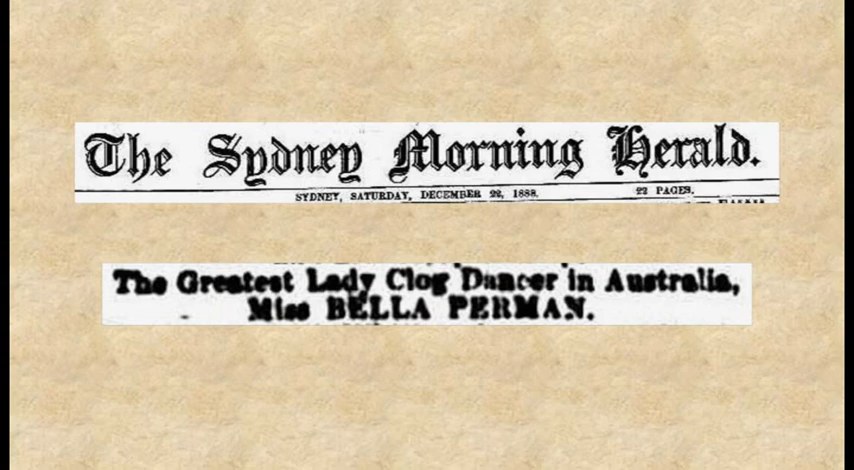 The Sydney Morning Herald.
SYDNEY, SATURDAY, DECEMBER 22, 1888. 22 PAGES.
The Greatest Lady Clog Dancer in Australia,
Miss BELLA PERMAN.